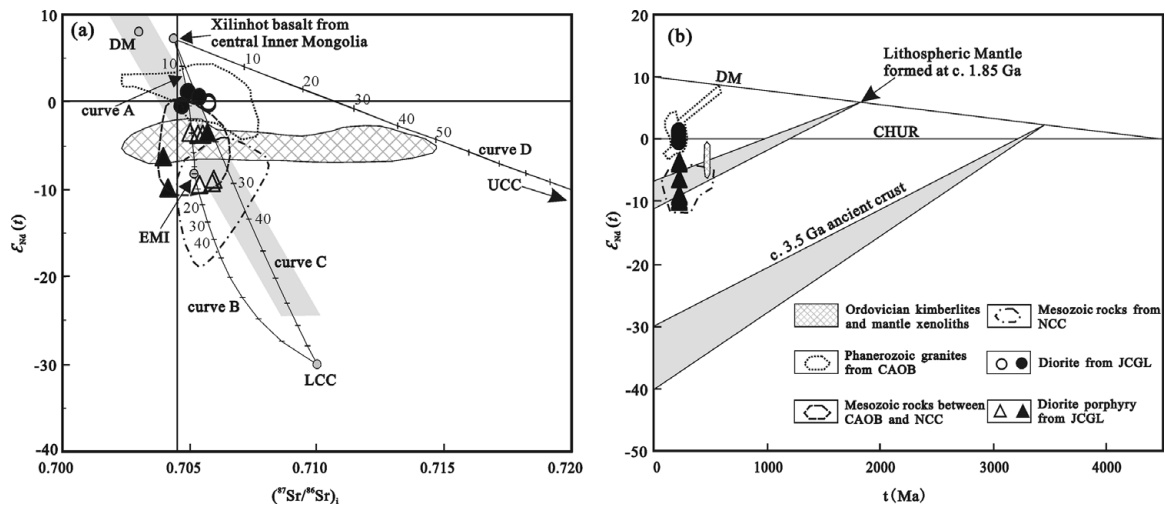 (a)
Xilinhot basalt from
central Inner Mongolia
DM
curve A
10
10
20
30
40
50
curve D
UCC
EMI
20
30
40
30
40
curve C
curve B
LCC
10
0
-10
-20
-30
-40
εNd(t)
0.700
0.705
0.710
0.715
0.720
(⁸⁷Sr/⁸⁶Sr)i
(b)
Lithospheric Mantle
formed at c. 1.85 Ga
DM
CHUR
c. 3.5 Ga ancient crust
Ordovician kimberlites
and mantle xenoliths
Mesozoic rocks from
NCC
Phanerozoic granites
from CAOB
Diorite from JCGL
Mesozoic rocks between
CAOB and NCC
Diorite porphyry
from JCGL
20
10
0
-10
-20
-30
-40
-50
εNd(t)
0
1000
2000
3000
4000
t(Ma)